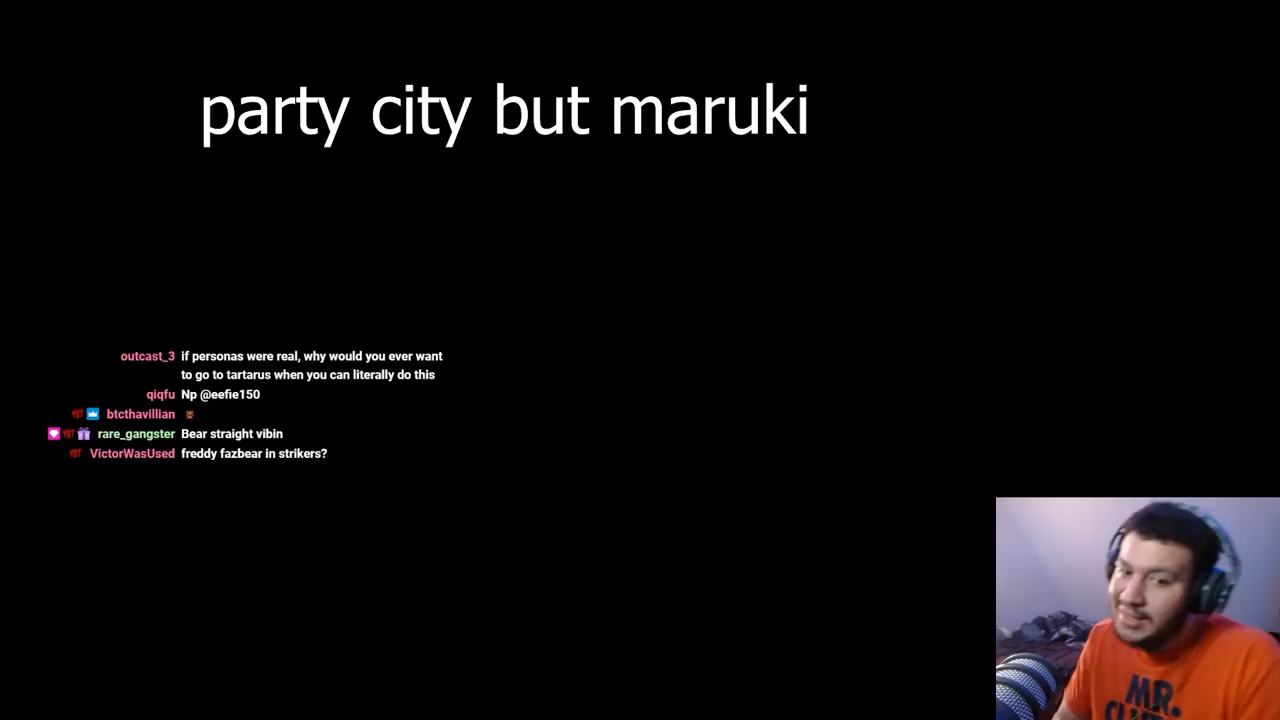 party city but maruki
outcast_3 if personas were real, why would you ever want
to go to tartarus when you can literally do this
qiqfu Np @eefie150
btcthavillian
rare_gangster Bear straight vibin
VictorWasUsed freddy fazbear in strikers?
MR.